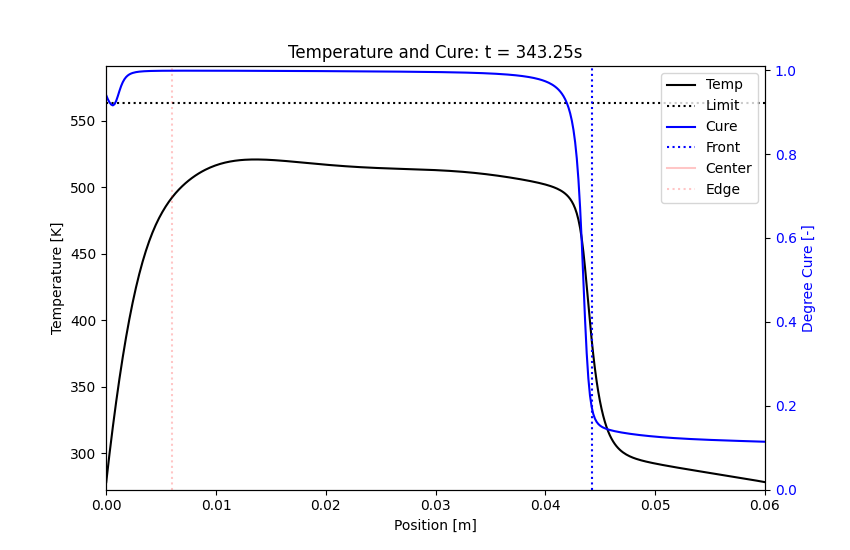 Temperature and Cure: t = 343.25s
Temp
Limit
Cure
Front
Center
Edge
550
500
450
400
350
300
Temperature [K]
1.0
0.8
0.6
0.4
0.2
0.0
Degree Cure [-]
0.00 0.01 0.02 0.03 0.04 0.05 0.06
Position [m]